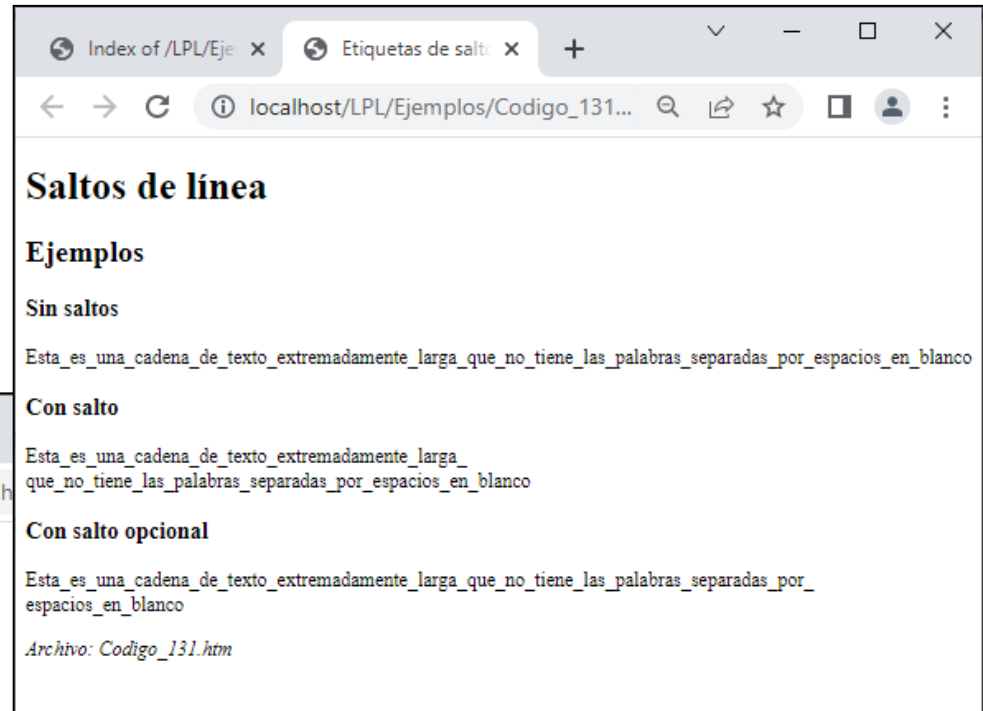 Index of /LPL/Eje
Etiquetas de salt
localhost/LPL/Ejemplos/Codigo_131...
Saltos de línea
Ejemplos
Sin saltos
Esta_es_una_cadena_de_texto_extremadamente_larga_que_no_tiene_las_palabras_separadas_por_espacios_en_blanco
Con salto
Esta_es_una_cadena_de_texto_extremadamente_larga_
que_no_tiene_las_palabras_separadas_por_espacios_en_blanco
Con salto opcional
Esta_es_una_cadena_de_texto_extremadamente_larga_que_no_tiene_las_palabras_separadas_por_
espacios_en_blanco
Archivo: Codigo_131.htm